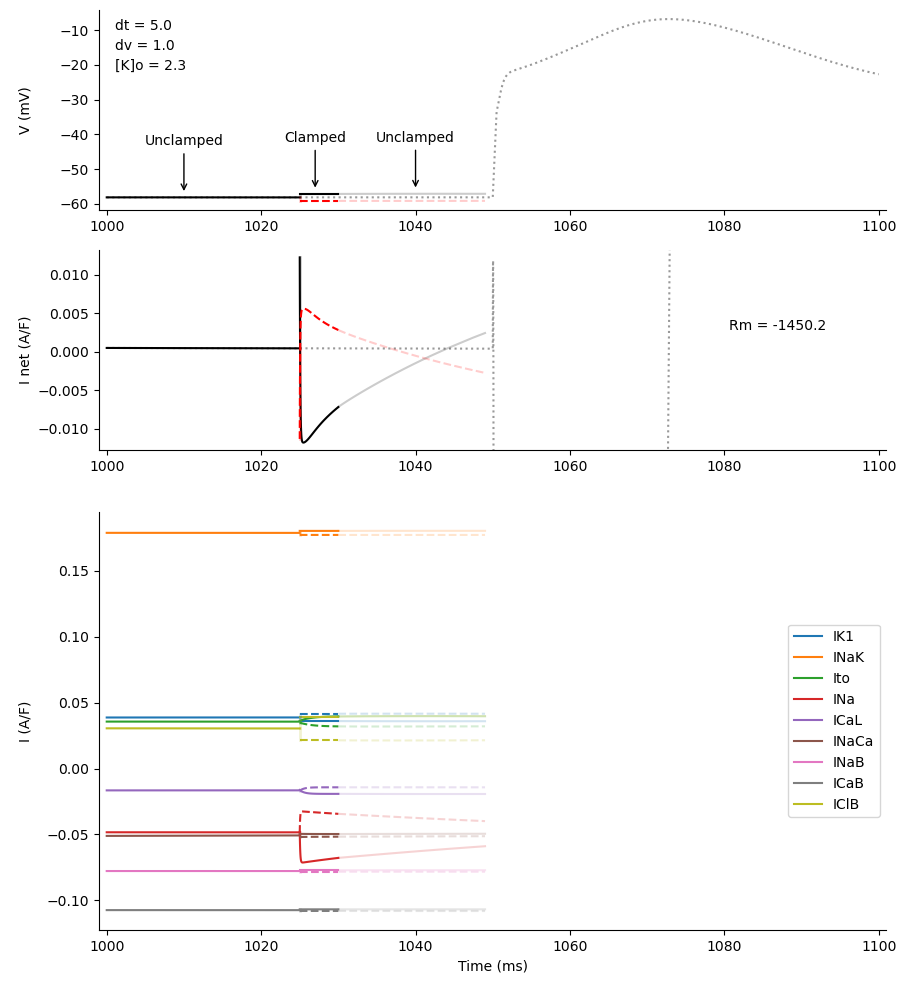 dt = 5.0
dv = 1.0
[K]o = 2.3
Unclamped
Clamped
Unclamped
V (mV)
−10
−20
−30
−40
−50
−60
1000 1020 1040 1060 1080 1100
I net (A/F)
0.010
0.005
0.000
−0.005
−0.010
Rm = -1450.2
1000 1020 1040 1060 1080 1100
I (A/F)
0.15
0.10
0.05
0.00
−0.05
−0.10
IK1
INaK
Ito
INa
ICaL
INaCa
INaB
ICaB
IClB
1000 1020 1040 1060 1080 1100
Time (ms)